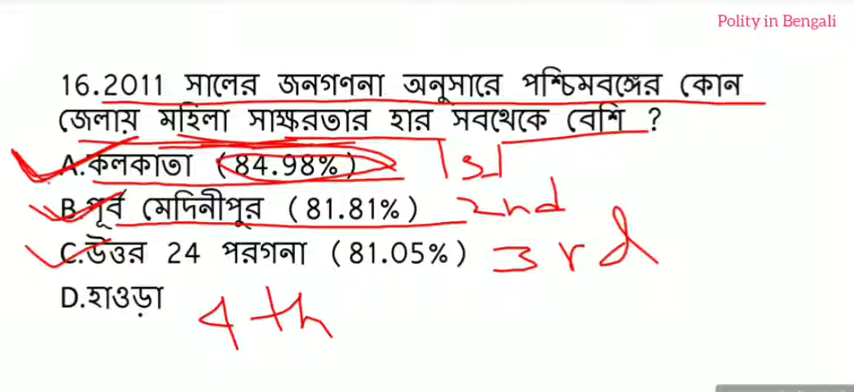 Polity in Bengali
16.2011 সালের জনগণনা অনুসারে পশ্চিমবঙ্গের কোন
জেলায় মহিলা সাক্ষরতার হার সবথেকে বেশি ?
A.কলকাতা (84.98%) 1st
B.পূর্ব মেদিনীপুর (81.81%) 2nd
C.উত্তর 24 পরগনা (81.05%) 3rd
D.হাওড়া 4th